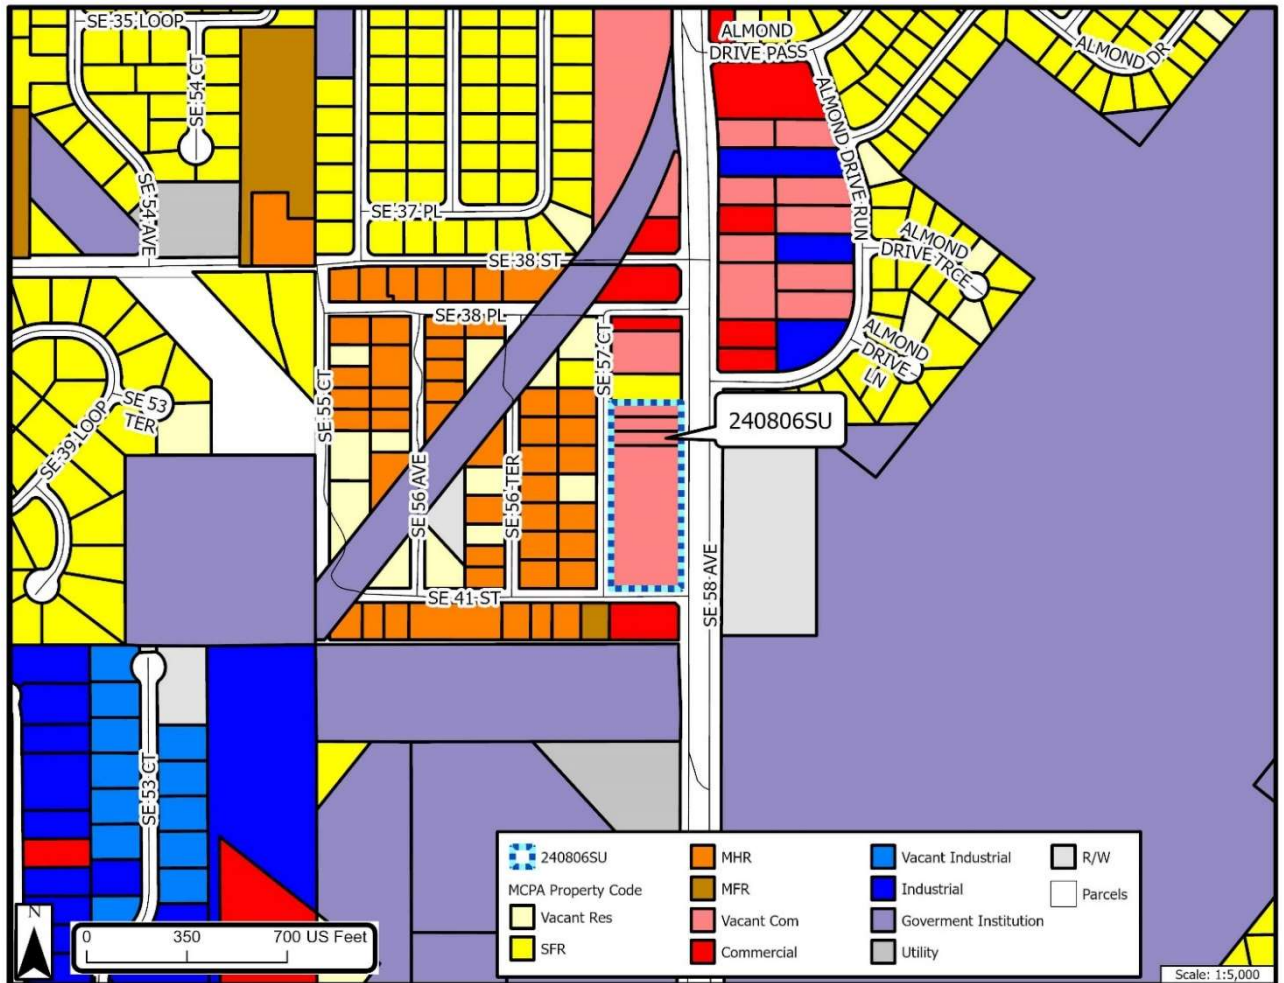 SE 35 LOOP
SE 54 CT
ALMOND
DRIVE PASS
ALMOND DR
ALMOND DRIVE RUN
SE 54 AVE
SE 37 PL
SE 38 ST
ALMOND
DRIVE TRCE
SE 38 PL
SE 57 CT
ALMOND
DRIVE
LN
SE 55 CT
SE 53
TER
SE 39 LOOP
240806SU
SE 56 AVE
SE 56 TER
SE 58 AVE
SE 41 ST
SE 53 CT
240806SU
MCPA Property Code
Vacant Res
SFR
MHR
MFR
Vacant Com
Commercial
Vacant Industrial
Industrial
Goverment Institution
Utility
R/W
Parcels
N
0 350 700 US Feet
Scale: 1:5,000